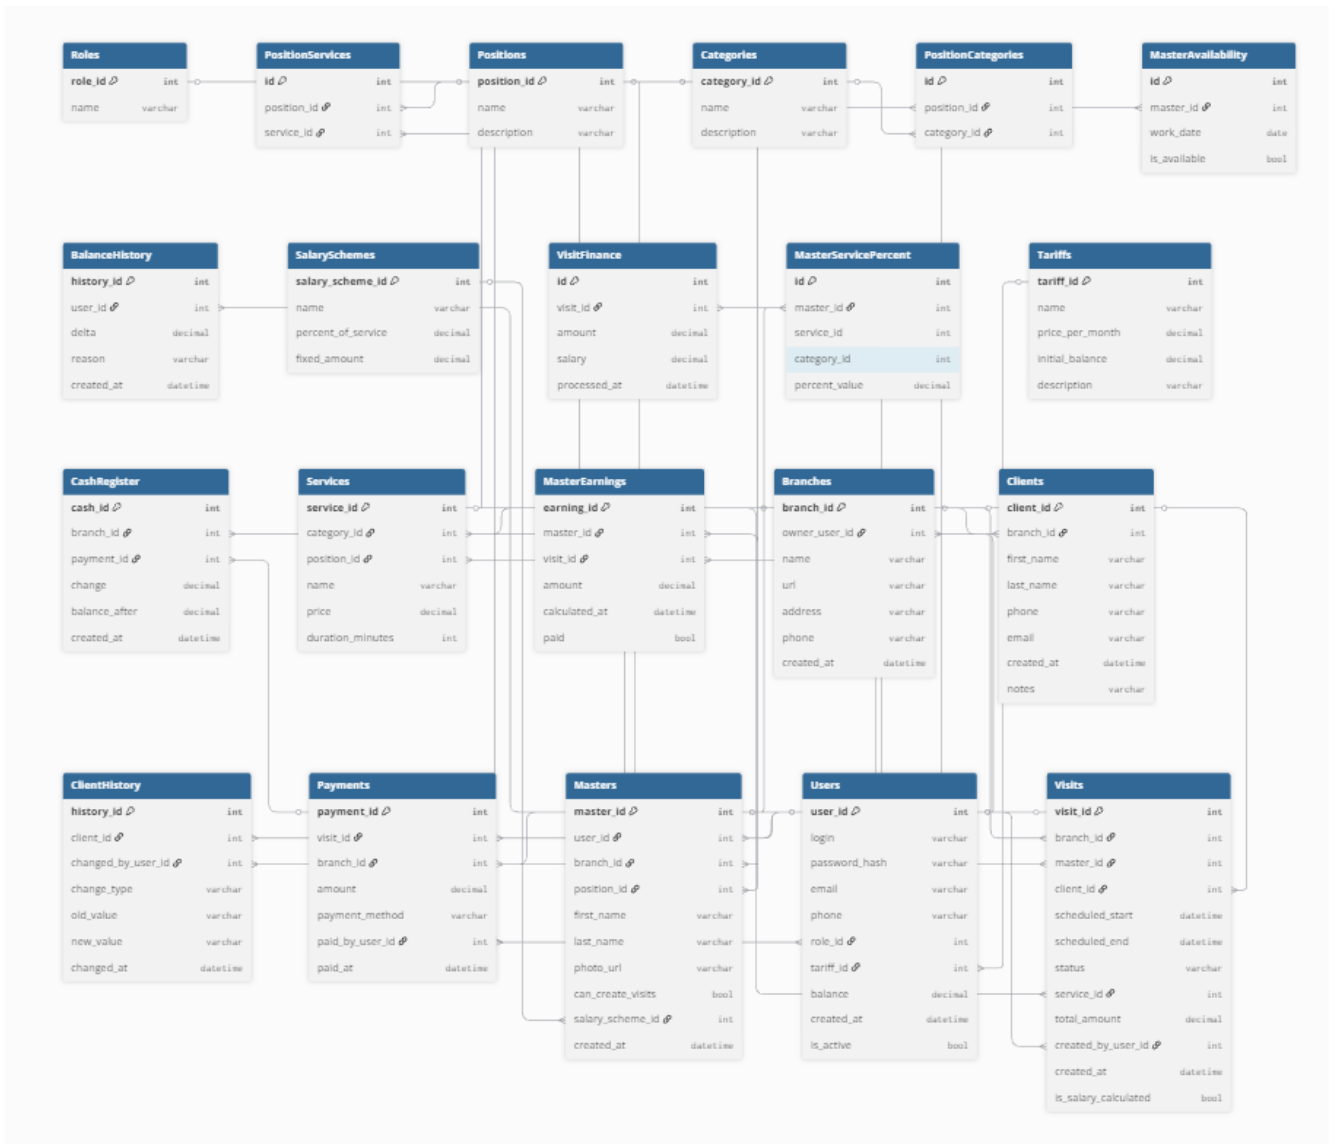 Roles
role_id int
name varchar
PositionServices
id int
position_id int
service_id int
Positions
position_id int
name varchar
description varchar
Categories
category_id int
name varchar
description varchar
PositionCategories
id int
position_id int
category_id int
MasterAvailability
id int
master_id int
work_date date
is_available bool
BalanceHistory
history_id int
user_id int
delta decimal
reason varchar
created_at datetime
SalarySchemes
salary_scheme_id int
name varchar
percent_of_service decimal
fixed_amount decimal
VisitFinance
id int
visit_id int
amount decimal
salary decimal
processed_at datetime
MasterServicePercent
id int
master_id int
service_id int
category_id int
percent_value decimal
Tariffs
tariff_id int
name varchar
price_per_month decimal
initial_balance decimal
description varchar
CashRegister
cash_id int
branch_id int
payment_id int
change decimal
balance_after decimal
created_at datetime
Services
service_id int
category_id int
position_id int
name varchar
price decimal
duration_minutes int
MasterEarnings
earning_id int
master_id int
visit_id int
amount decimal
calculated_at datetime
paid bool
Branches
branch_id int
owner_user_id int
name varchar
url varchar
address varchar
phone varchar
created_at datetime
Clients
client_id int
branch_id int
first_name varchar
last_name varchar
phone varchar
email varchar
created_at datetime
notes varchar
ClientHistory
history_id int
client_id int
changed_by_user_id int
change_type varchar
old_value varchar
new_value varchar
changed_at datetime
Payments
payment_id int
visit_id int
branch_id int
amount decimal
payment_method varchar
paid_by_user_id int
paid_at datetime
Masters
master_id int
user_id int
branch_id int
position_id int
first_name varchar
last_name varchar
photo_url varchar
can_create_visits bool
salary_scheme_id int
created_at datetime
Users
user_id int
login varchar
password_hash varchar
email varchar
phone varchar
role_id int
tariff_id int
balance decimal
created_at datetime
is_active bool
Visits
visit_id int
branch_id int
master_id int
client_id int
scheduled_start datetime
scheduled_end datetime
status varchar
service_id int
total_amount decimal
created_by_user_id int
created_at datetime
is_salary_calculated bool